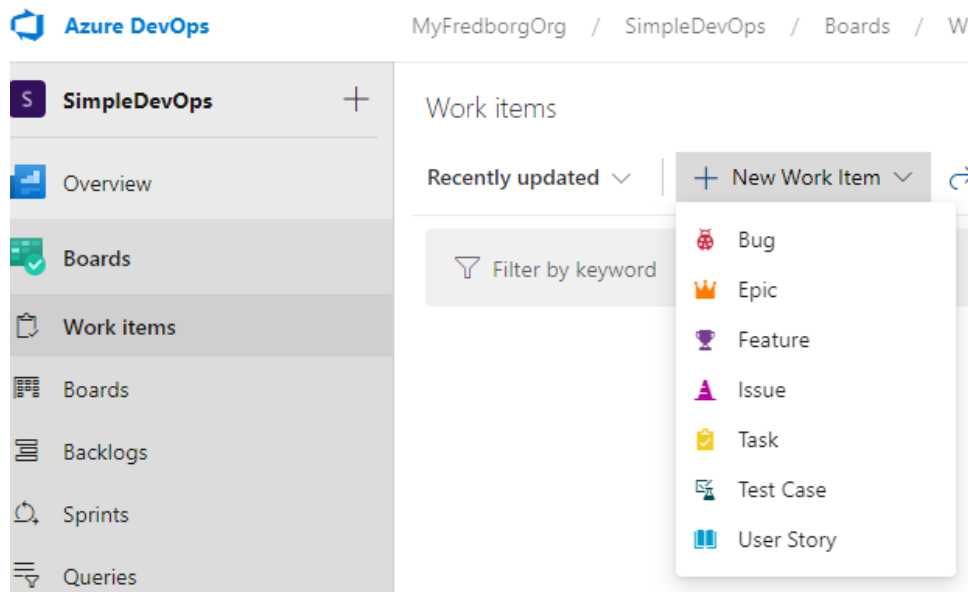 Azure DevOps
MyFredborgOrg / SimpleDevOps / Boards / W
S SimpleDevOps +
Overview
Boards
Work items
Boards
Backlogs
Sprints
Queries
Work items
Recently updated
+ New Work Item
Filter by keyword
Bug
Epic
Feature
Issue
Task
Test Case
User Story